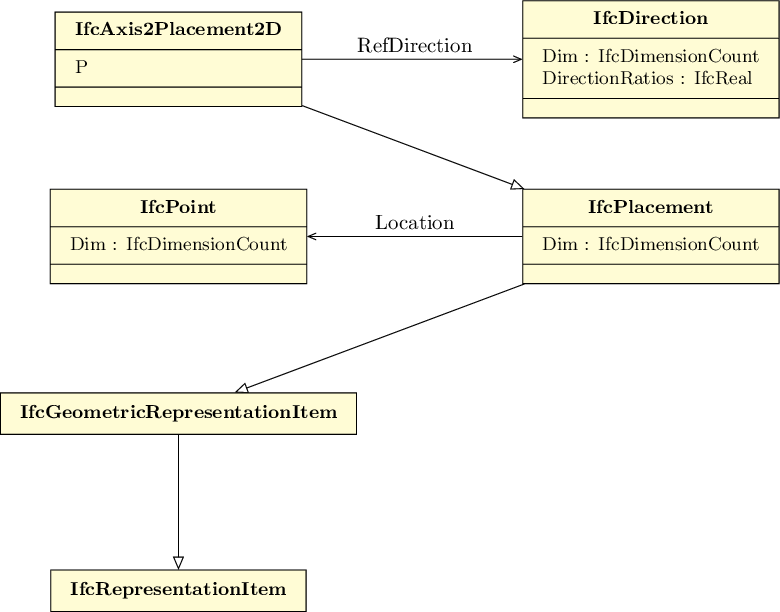 IfcAxis2Placement2D
P
RefDirection
IfcDirection
Dim : IfcDimensionCount
DirectionRatios : IfcReal
IfcPoint
Dim : IfcDimensionCount
Location
IfcPlacement
Dim : IfcDimensionCount
IfcGeometricRepresentationItem
IfcRepresentationItem